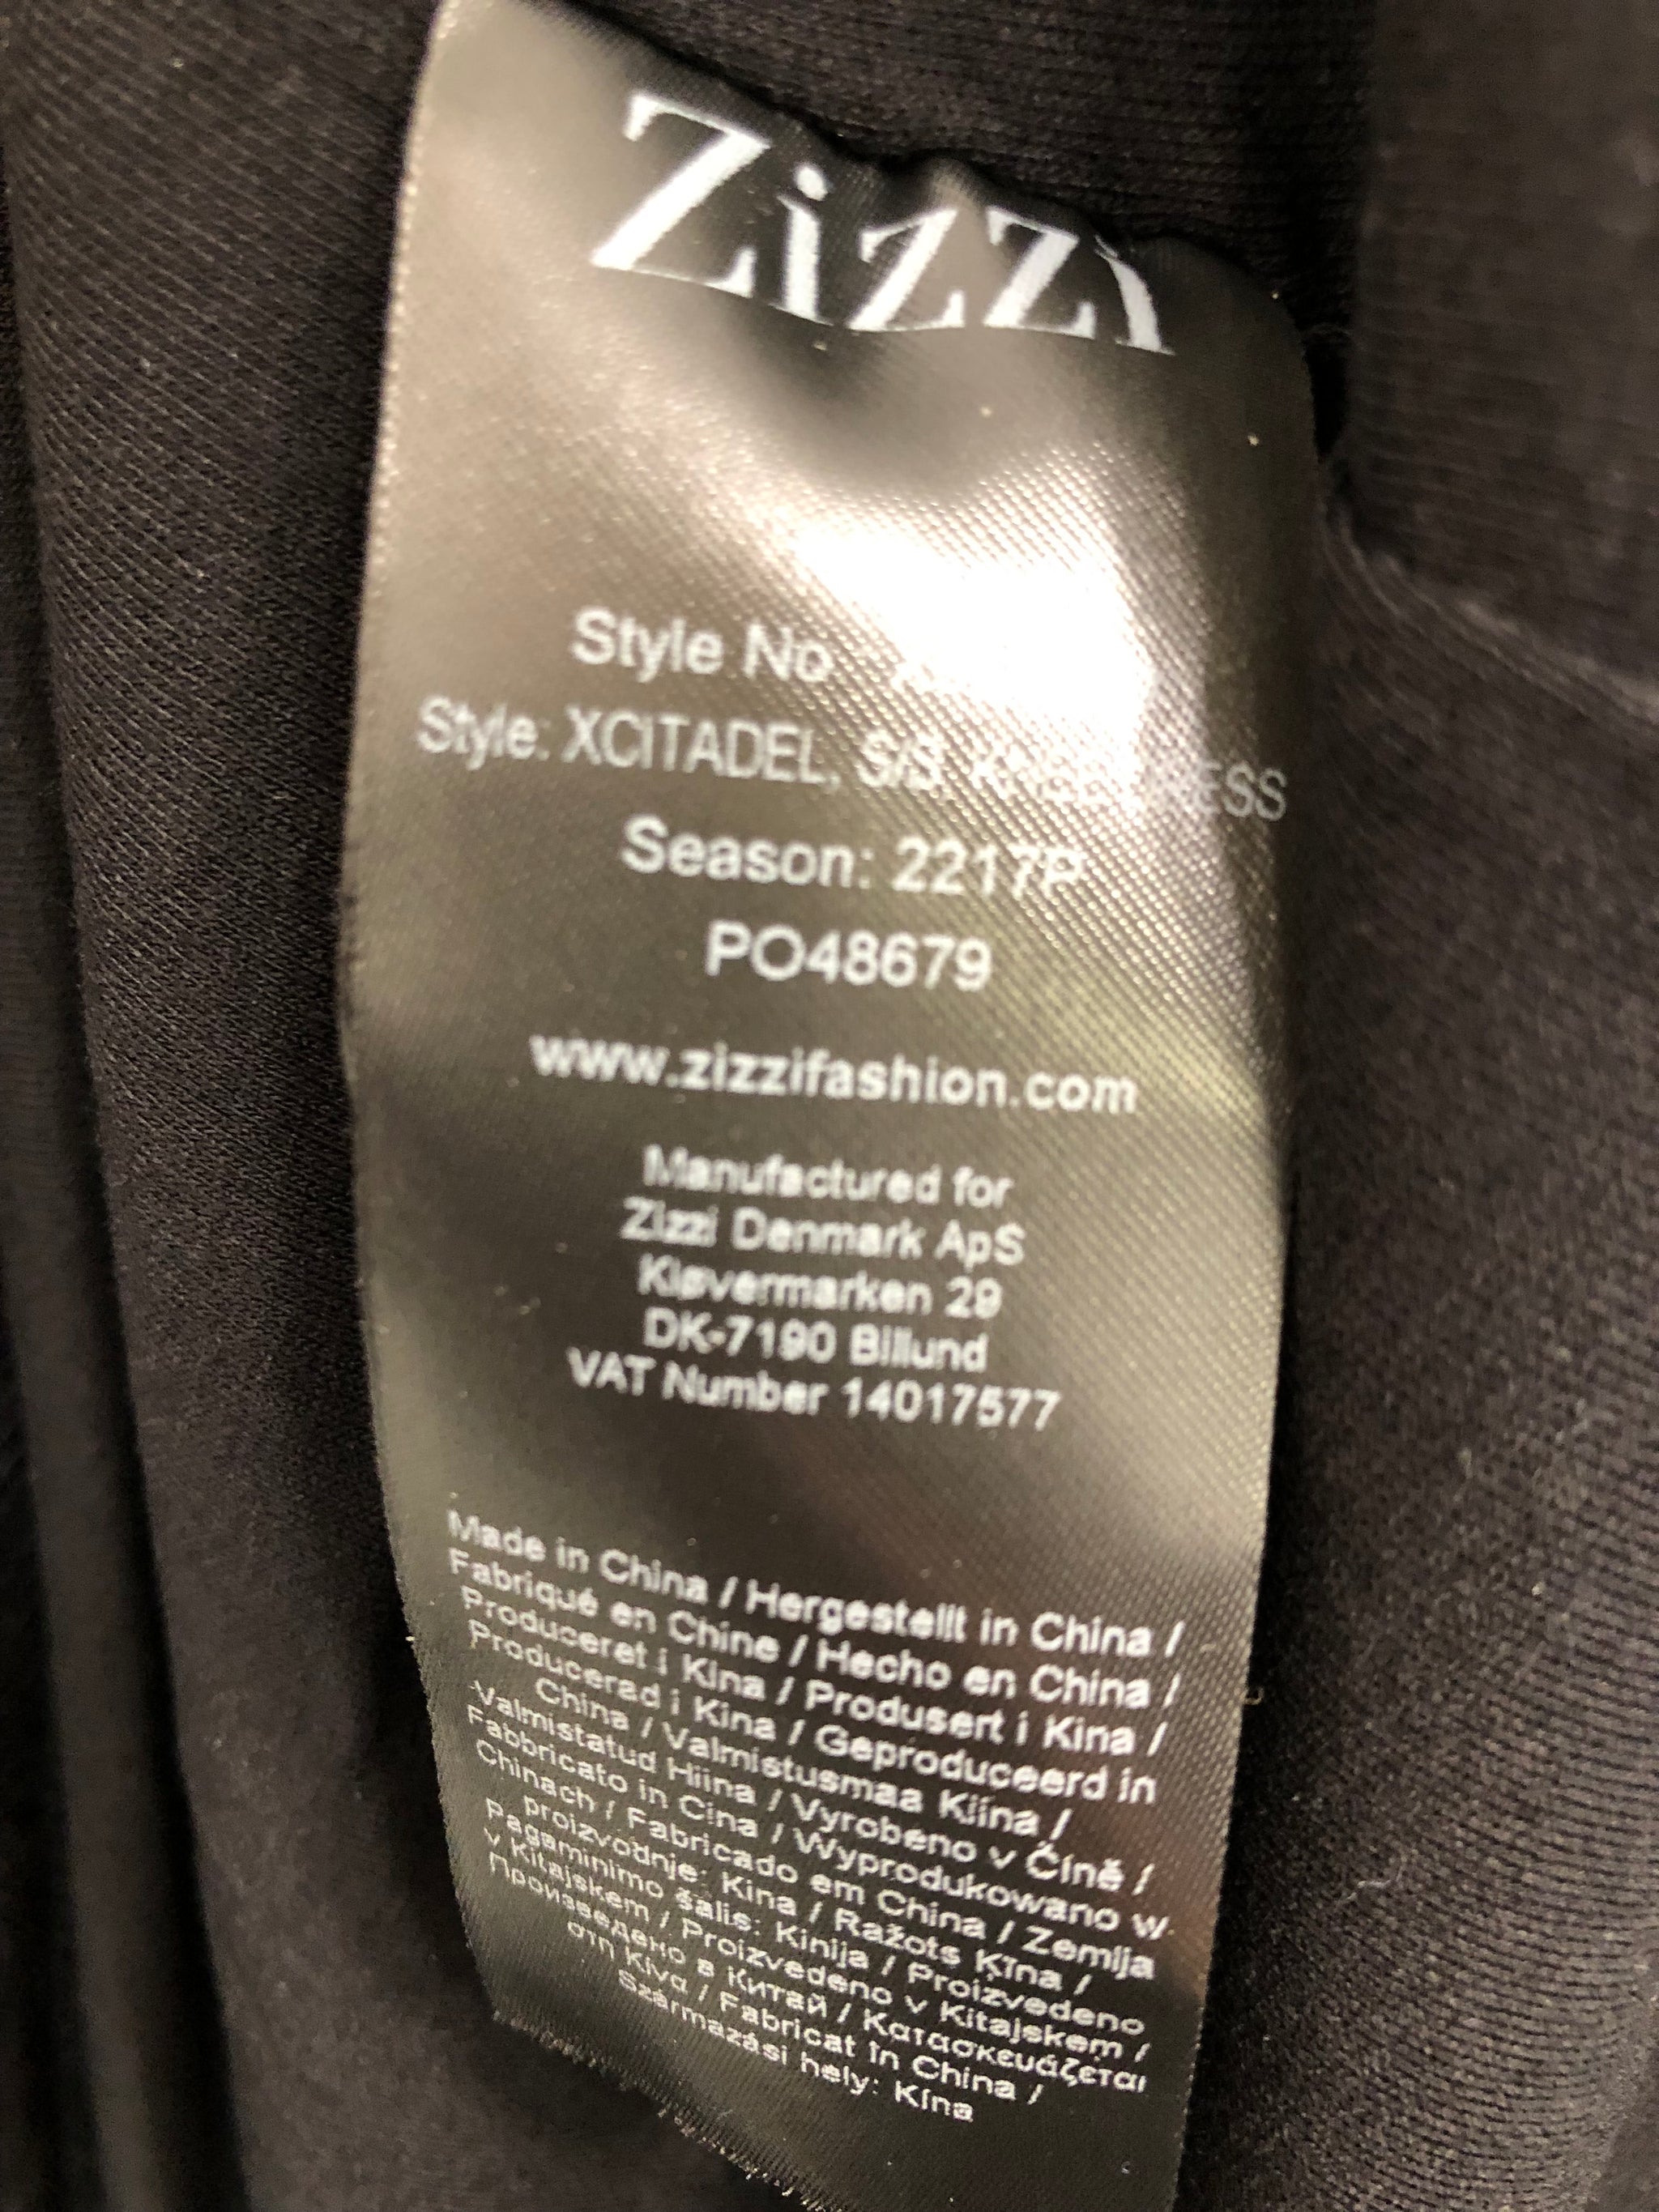 Zizzi
Style No
Style: XCITADEL, S/S, KNEE DRESS
Season: 2217P
PO48679
www.zizzifashion.com
Manufactured for
Zizzi Denmark ApS
Kløvermarken 29
DK-7190 Billund
VAT Number 14017577
Made in China / Hergestellt in China /
Fabriqué en Chine / Hecho en China /
Produceret i Kina / Produsert i Kina /
Producerad i Kina / Geproduceerd in
China / Valmistusmaa Kiina /
Valmistatud Hiina / Vyrobeno v Číně /
Fabbricato in Cina / Wyprodukowano w
Chinach / Fabricado em China / Zemlja
proizvodnje: Kina / Ražots Ķīna /
Pagaminimo šalis: Kinija / Proizvedeno
v Kitajskem / Proizvedeno v Kitajskem /
Произведено в Китай / Κατασκευάζεται
στη Κίνα / Fabricat în China /
Származási hely: Kína